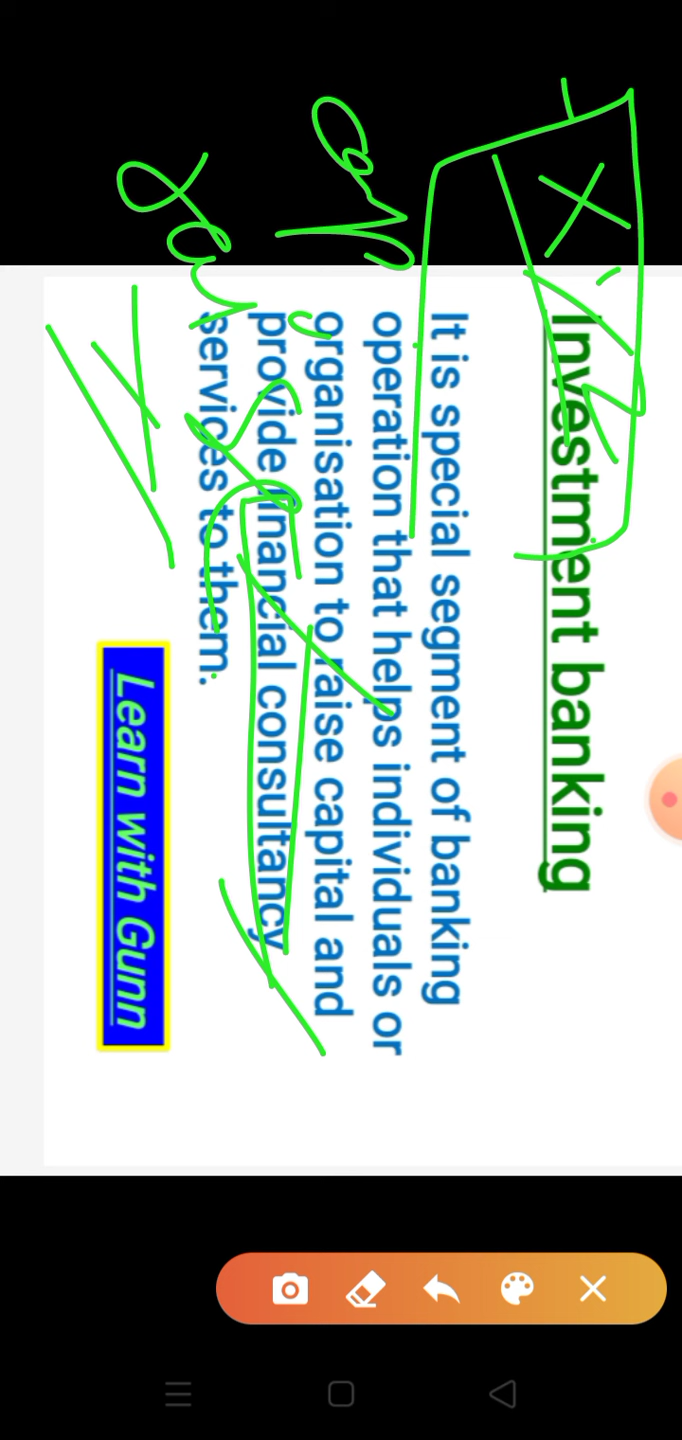 Investment banking
It is special segment of banking
operation that helps individuals or
organisation to raise capital and
provide financial consultancy
services to them.
Learn with Gunn